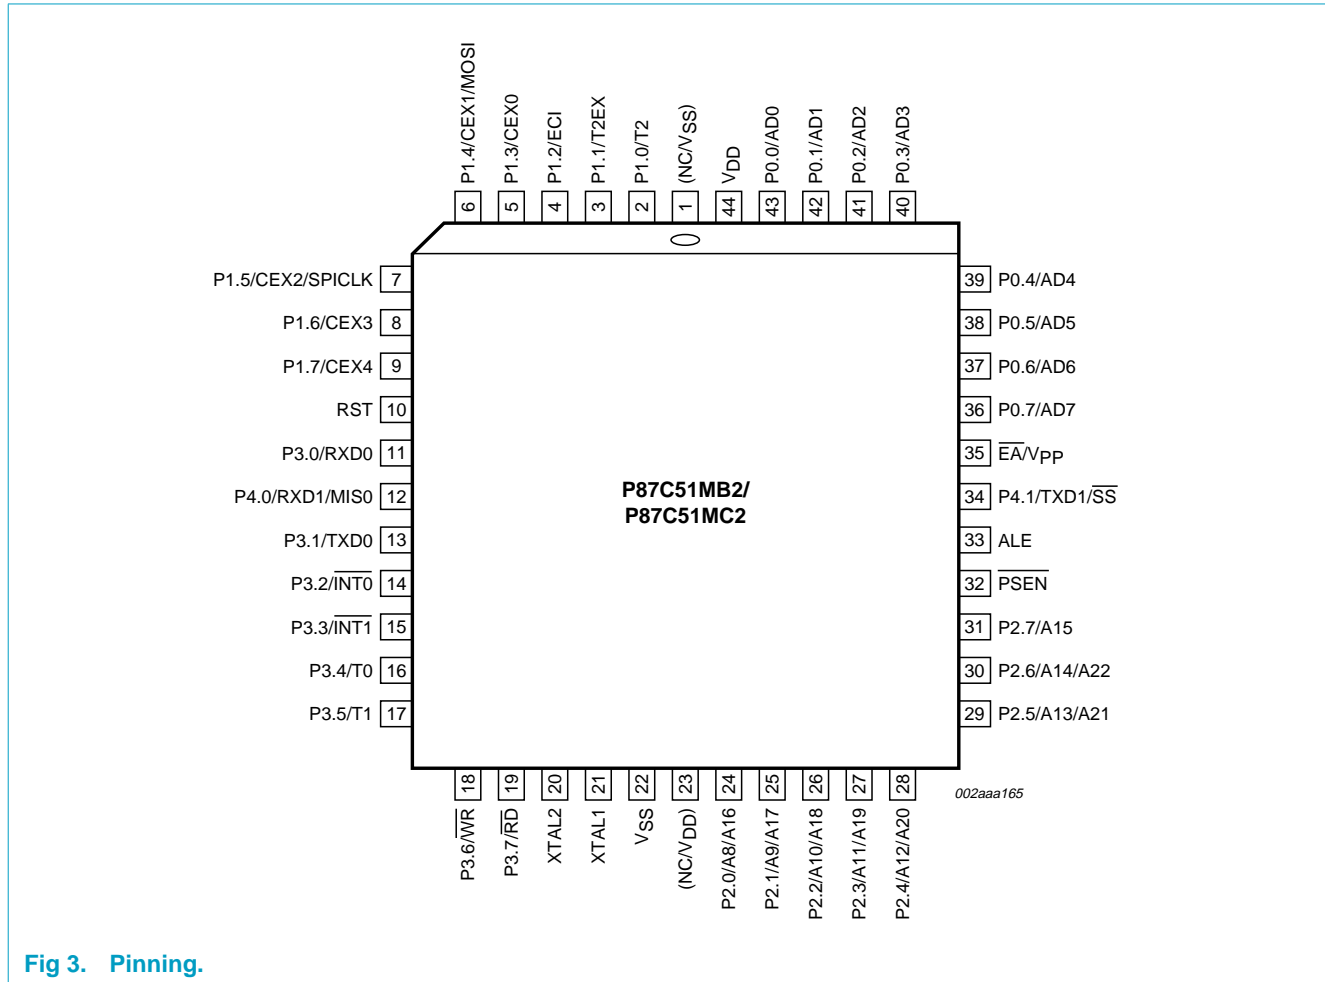 P1.4/CEX1/MOSI
P1.3/CEX0
P1.2/ECI
P1.1/T2EX
P1.0/T2
(NC/VSS)
VDD
P0.0/AD0
P0.1/AD1
P0.2/AD2
P0.3/AD3
6
5
4
3
2
1
44
43
42
41
40
P1.5/CEX2/SPICLK 7
P1.6/CEX3 8
P1.7/CEX4 9
RST 10
P3.0/RXD0 11
P4.0/RXD1/MIS0 12
P3.1/TXD0 13
P3.2/INT0 14
P3.3/INT1 15
P3.4/T0 16
P3.5/T1 17
P87C51MB2/
P87C51MC2
39 P0.4/AD4
38 P0.5/AD5
37 P0.6/AD6
36 P0.7/AD7
35 EA/VPP
34 P4.1/TXD1/SS
33 ALE
32 PSEN
31 P2.7/A15
30 P2.6/A14/A22
29 P2.5/A13/A21
18
19
20
21
22
23
24
25
26
27
28
P3.6/WR
P3.7/RD
XTAL2
XTAL1
VSS
(NC/VDD)
P2.0/A8/A16
P2.1/A9/A17
P2.2/A10/A18
P2.3/A11/A19
P2.4/A12/A20
002aaa165
Fig 3. Pinning.